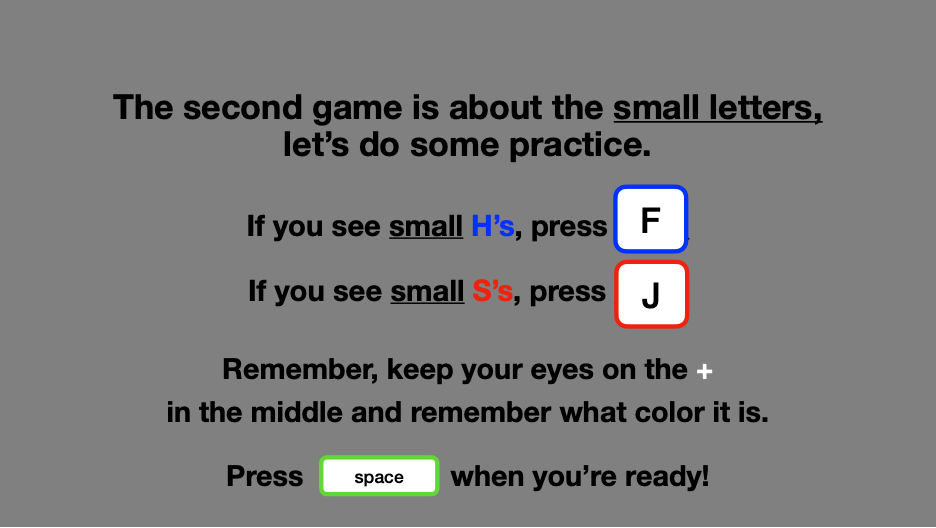 The second game is about the small letters,
let’s do some practice.
If you see small H’s, press F.
If you see small S’s, press J
Remember, keep your eyes on the +
in the middle and remember what color it is.
Press space when you’re ready!